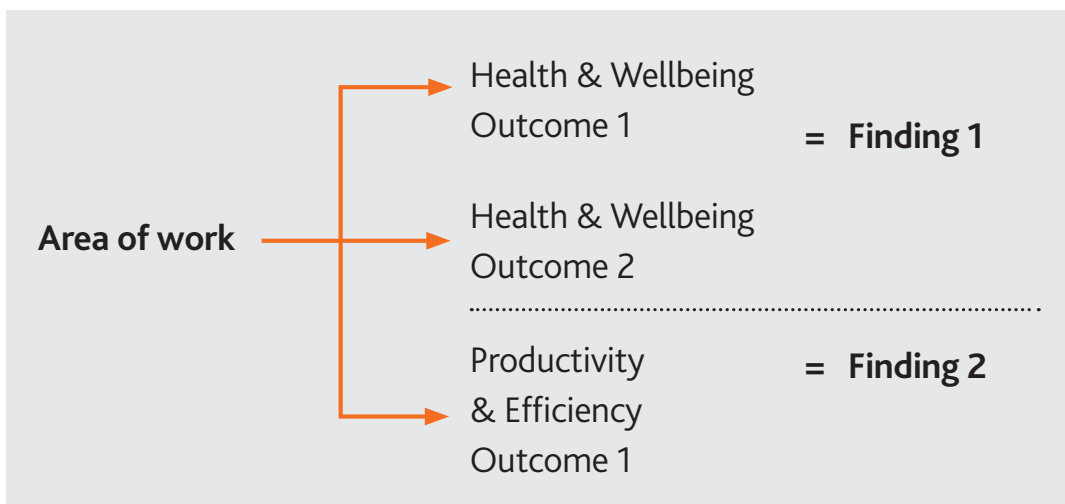 Health & Wellbeing
Outcome 1
= Finding 1
Area of work
Health & Wellbeing
Outcome 2
Productivity
& Efficiency
Outcome 1
= Finding 2